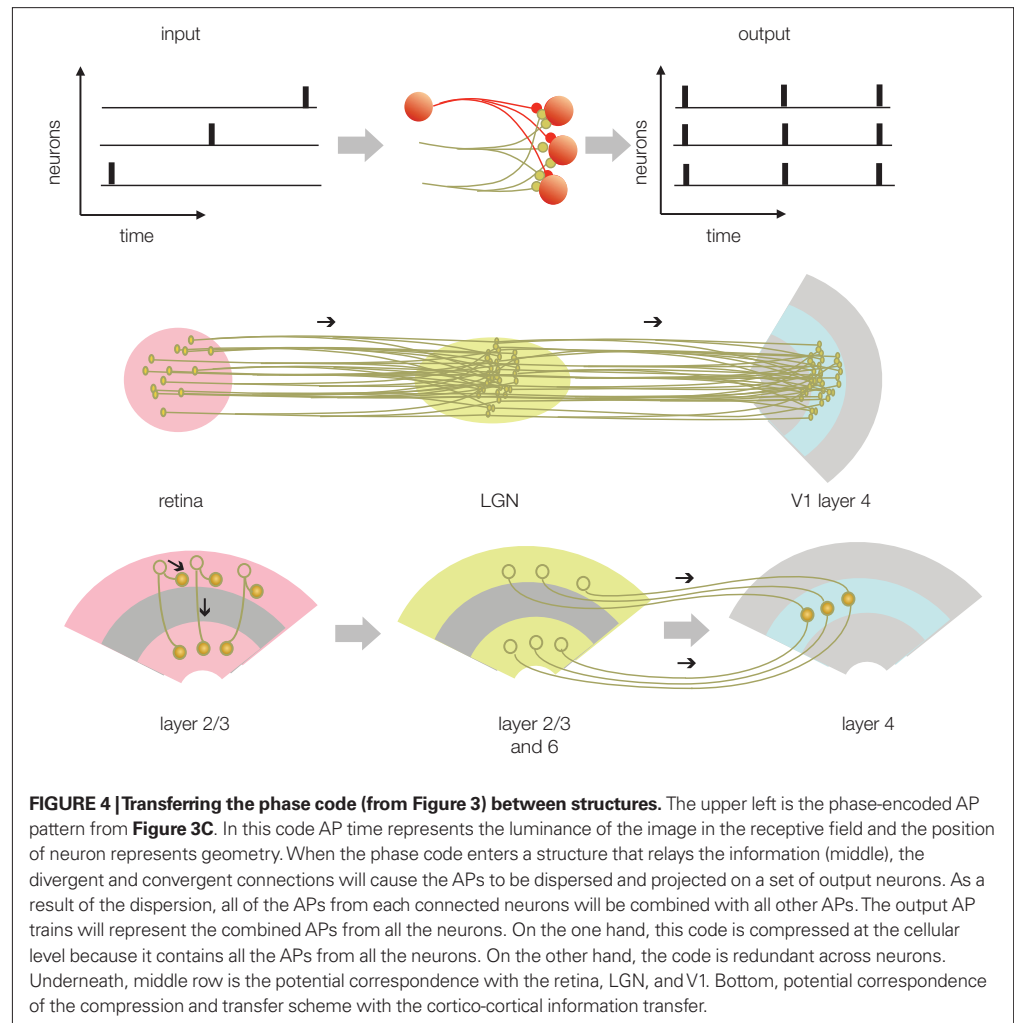 input
output
neurons
neurons
time
time
retina
LGN
V1 layer 4
layer 2/3
layer 2/3
and 6
layer 4
FIGURE 4 | Transferring the phase code (from Figure 3) between structures. The upper left is the phase-encoded AP
pattern from Figure 3C. In this code AP time represents the luminance of the image in the receptive field and the position
of neuron represents geometry. When the phase code enters a structure that relays the information (middle), the
divergent and convergent connections will cause the APs to be dispersed and projected on a set of output neurons. As a
result of the dispersion, all of the APs from each connected neurons will be combined with all other APs. The output AP
trains will represent the combined APs from all the neurons. On the one hand, this code is compressed at the cellular
level because it contains all the APs from all the neurons. On the other hand, the code is redundant across neurons.
Underneath, middle row is the potential correspondence with the retina, LGN, and V1. Bottom, potential correspondence
of the compression and transfer scheme with the cortico-cortical information transfer.